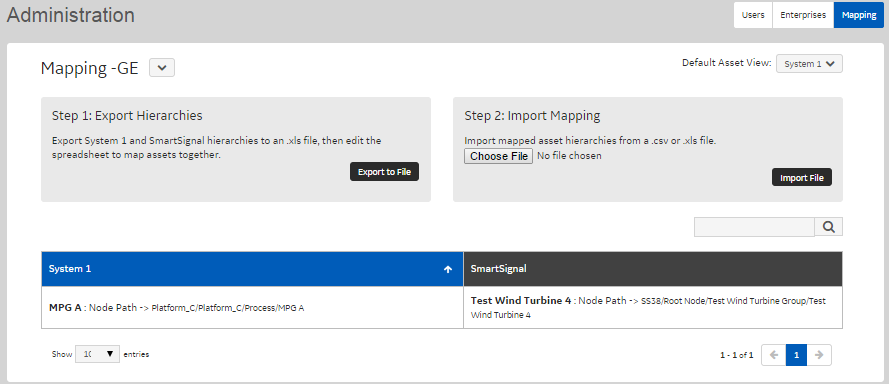 Administration
Users Enterprises Mapping
Mapping -GE
Default Asset View: System 1
Step 1: Export Hierarchies
Export System 1 and SmartSignal hierarchies to an .xls file, then edit the
spreadsheet to map assets together.
Export to File
Step 2: Import Mapping
Import mapped asset hierarchies from a .csv or .xls file.
Choose File No file chosen
Import File
System 1 SmartSignal
MPG A : Node Path -> Platform_C/Platform_C/Process/MPG A
Test Wind Turbine 4 : Node Path -> SS38/Root Node/Test Wind Turbine Group/Test
Wind Turbine 4
Show 10 entries
1 - 1 of 1
1